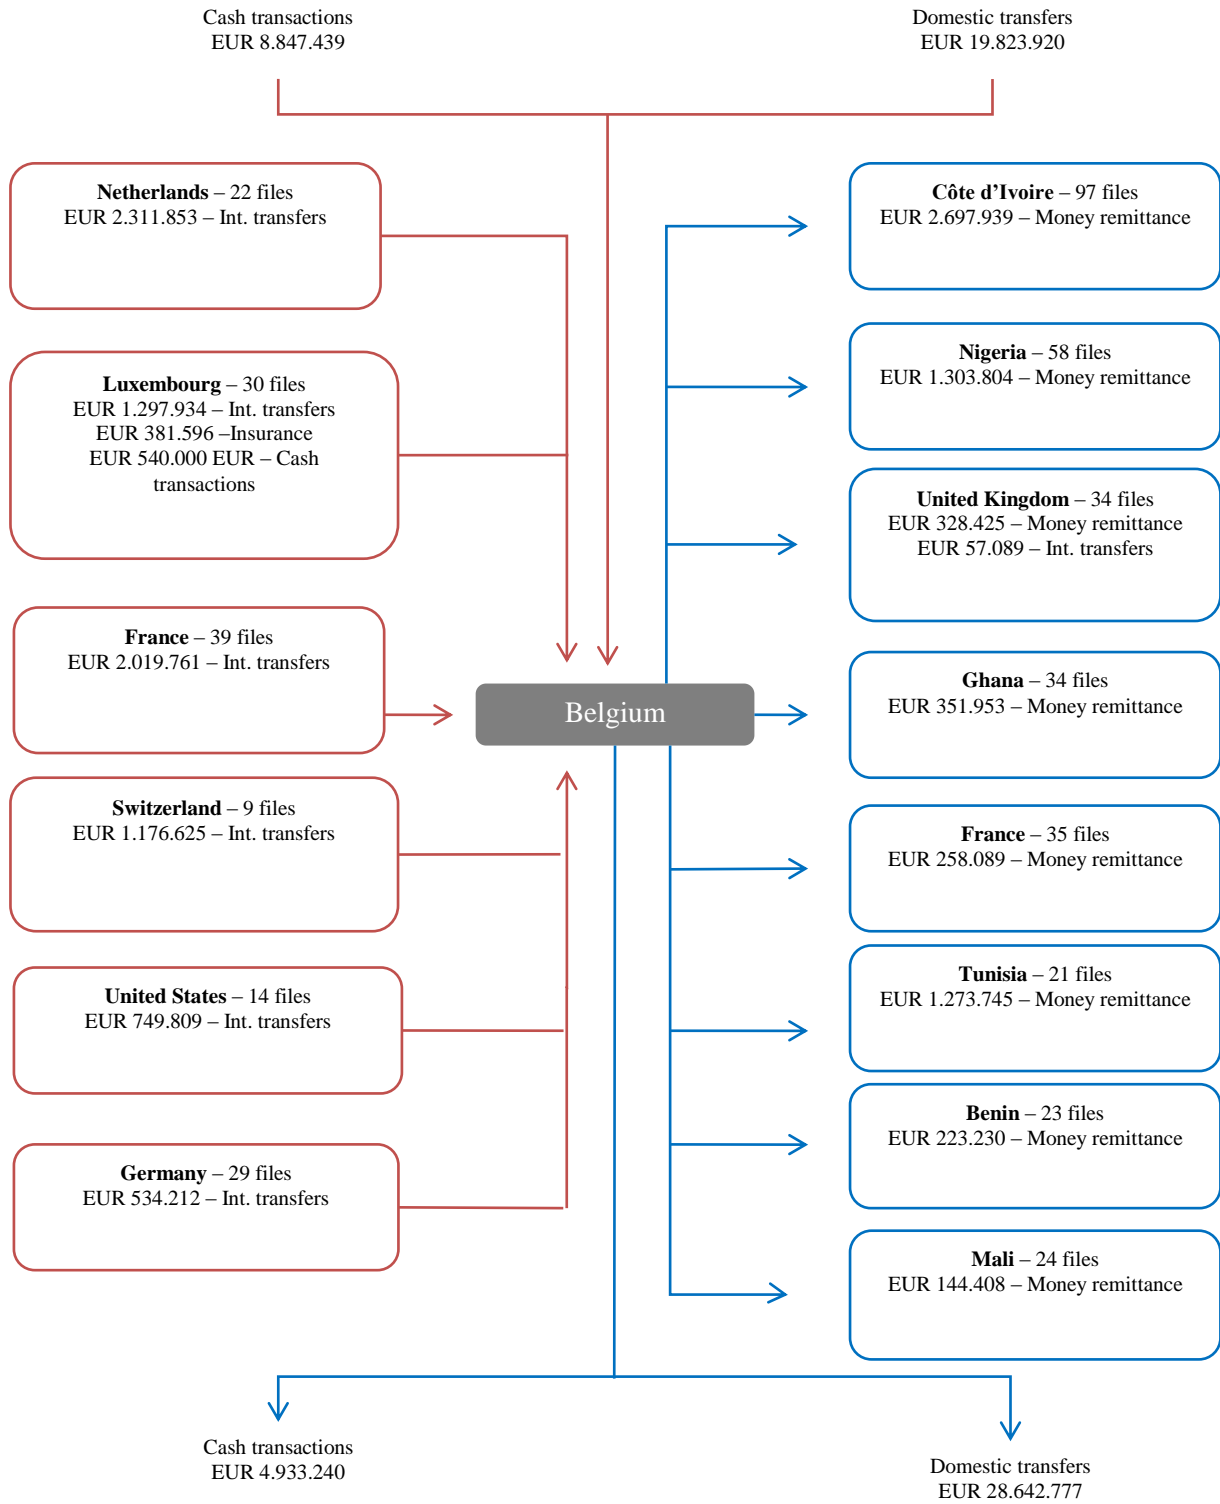 Cash transactions
EUR 8.847.439
Domestic transfers
EUR 19.823.920
Netherlands – 22 files
EUR 2.311.853 – Int. transfers
Luxembourg – 30 files
EUR 1.297.934 – Int. transfers
EUR 381.596 –Insurance
EUR 540.000 EUR – Cash
transactions
France – 39 files
EUR 2.019.761 – Int. transfers
Switzerland – 9 files
EUR 1.176.625 – Int. transfers
United States – 14 files
EUR 749.809 – Int. transfers
Germany – 29 files
EUR 534.212 – Int. transfers
Belgium
Côte d’Ivoire – 97 files
EUR 2.697.939 – Money remittance
Nigeria – 58 files
EUR 1.303.804 – Money remittance
United Kingdom – 34 files
EUR 328.425 – Money remittance
EUR 57.089 – Int. transfers
Ghana – 34 files
EUR 351.953 – Money remittance
France – 35 files
EUR 258.089 – Money remittance
Tunisia – 21 files
EUR 1.273.745 – Money remittance
Benin – 23 files
EUR 223.230 – Money remittance
Mali – 24 files
EUR 144.408 – Money remittance
Cash transactions
EUR 4.933.240
Domestic transfers
EUR 28.642.777